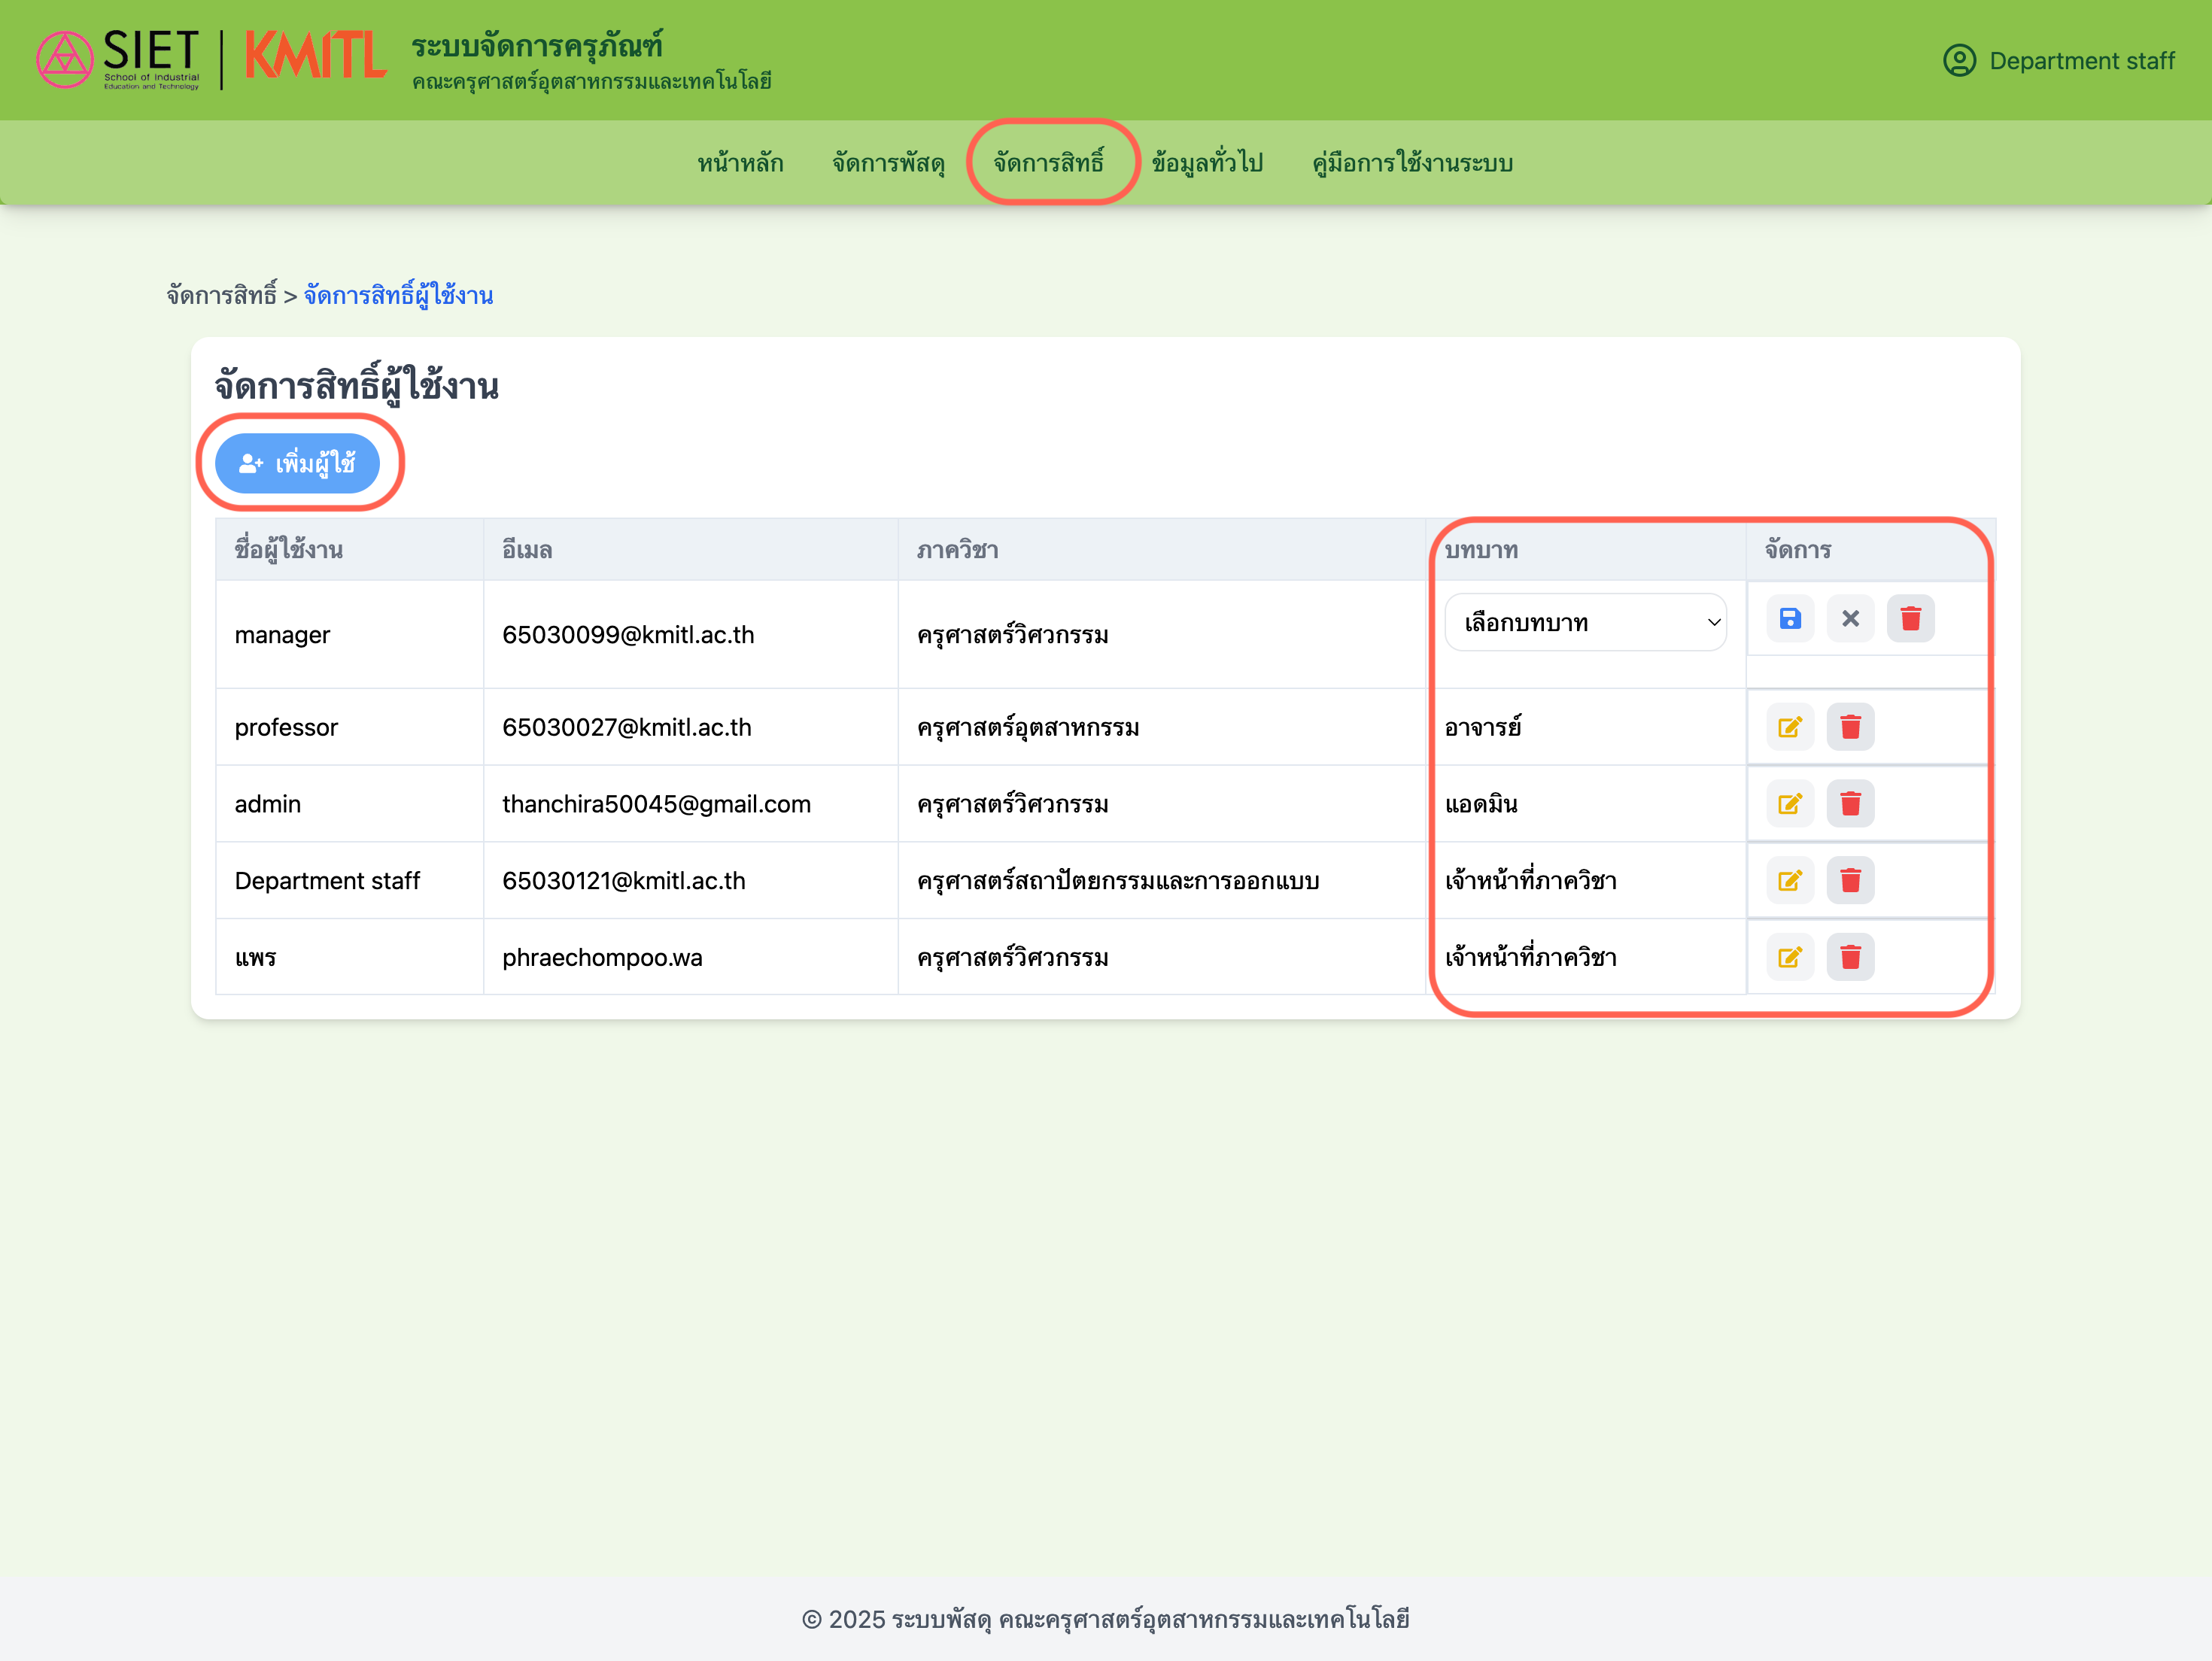 SIET
School of Industrial
Education and Technology
KMITL
ระบบจัดการครุภัณฑ์
คณะครุศาสตร์อุตสาหกรรมและเทคโนโลยี
Department staff
หน้าหลัก จัดการพัสดุ จัดการสิทธิ์ ข้อมูลทั่วไป คู่มือการใช้งานระบบ
จัดการสิทธิ์ > จัดการสิทธิ์ผู้ใช้งาน
จัดการสิทธิ์ผู้ใช้งาน
เพิ่มผู้ใช้
ชื่อผู้ใช้งาน อีเมล ภาควิชา บทบาท จัดการ
manager 65030099@kmitl.ac.th ครุศาสตร์วิศวกรรม เลือกบทบาท
professor 65030027@kmitl.ac.th ครุศาสตร์อุตสาหกรรม อาจารย์
admin thanchira50045@gmail.com ครุศาสตร์วิศวกรรม แอดมิน
Department staff 65030121@kmitl.ac.th ครุศาสตร์สถาปัตยกรรมและการออกแบบ เจ้าหน้าที่ภาควิชา
แพร phraechompoo.wa ครุศาสตร์วิศวกรรม เจ้าหน้าที่ภาควิชา
© 2025 ระบบพัสดุ คณะครุศาสตร์อุตสาหกรรมและเทคโนโลยี